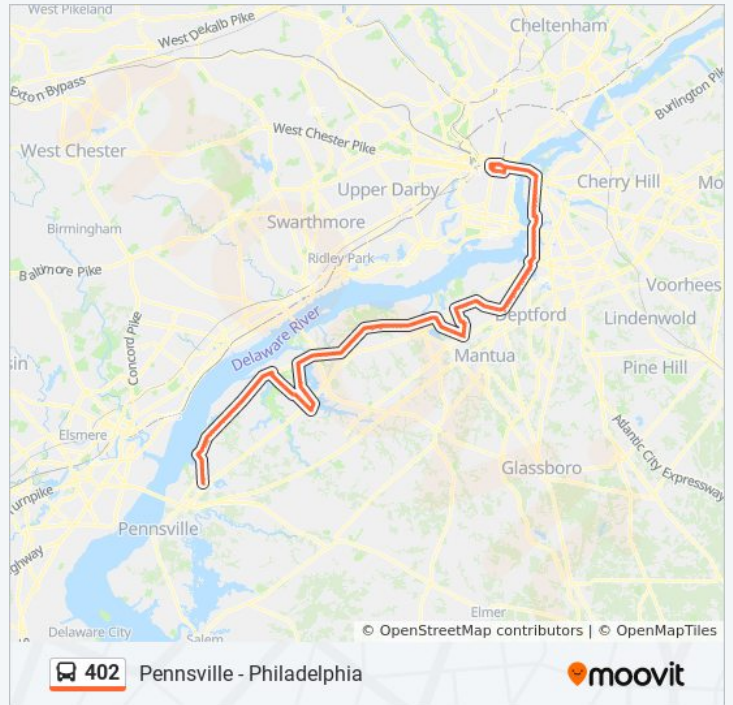 West Pikeland
West Dekalb Pike
Cheltenham
Exton Bypass
Burlington Pik
West Chester Pike
West Chester
Upper Darby
Cherry Hill
Mo
Swarthmore
Birmingham
Ridley Park
Baltimore Pike
Voorhees
Delaware River
Deptford
Lindenwold
Concord Pike
Mantua
sin
Pine Hill
Elsmere
Atlantic City Expressway
Glassboro
Turnpike
Pennsville
ghway
Elmer
Delaware City
Salem
© OpenStreetMap contributors | © OpenMapTiles
402 Pennsville - Philadelphia
moovit